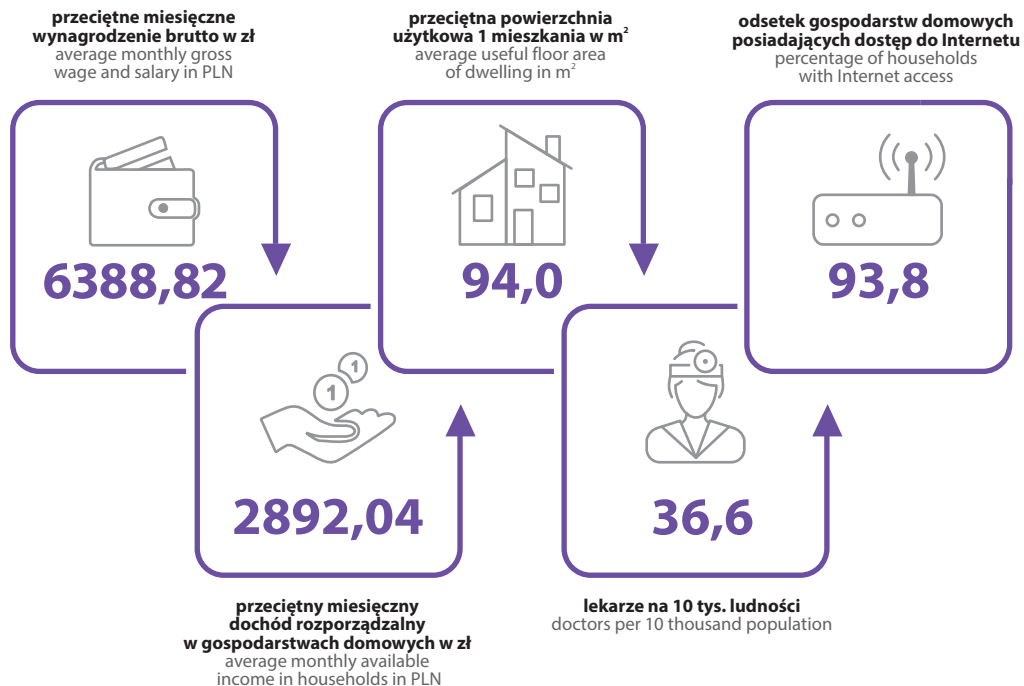 przeciętne miesięczne
wynagrodzenie brutto w zł
average monthly gross
wage and salary in PLN
6388,82
przeciętna powierzchnia
użytkowa 1 mieszkania w m²
average useful floor area
of dwelling in m²
94,0
odsetek gospodarstw domowych
posiadających dostęp do Internetu
percentage of households
with Internet access
93,8
1
1
2892,04
przeciętny miesięczny
dochód rozporządzalny
w gospodarstwach domowych w zł
average monthly available
income in households in PLN
36,6
lekarze na 10 tys. ludności
doctors per 10 thousand population